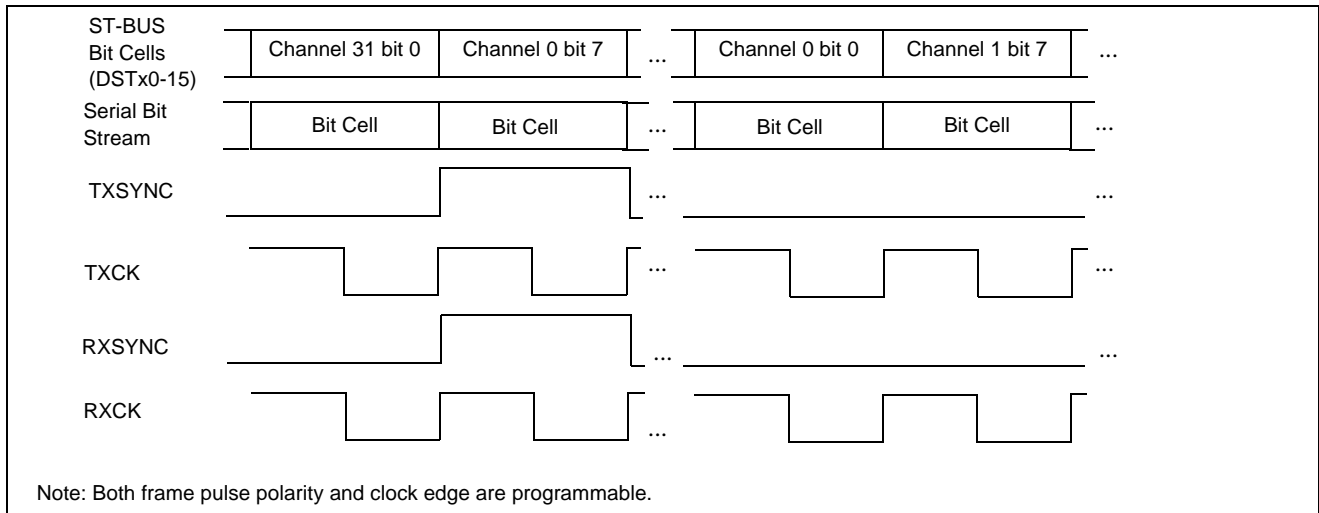 ST-BUS
Bit Cells
(DSTx0-15)
Channel 31 bit 0
Channel 0 bit 7
...
Channel 0 bit 0
Channel 1 bit 7
...
Serial Bit
Stream
Bit Cell
Bit Cell
...
Bit Cell
Bit Cell
...
TXSYNC
...
...
TXCK
...
...
RXSYNC
...
...
RXCK
...
Note: Both frame pulse polarity and clock edge are programmable.